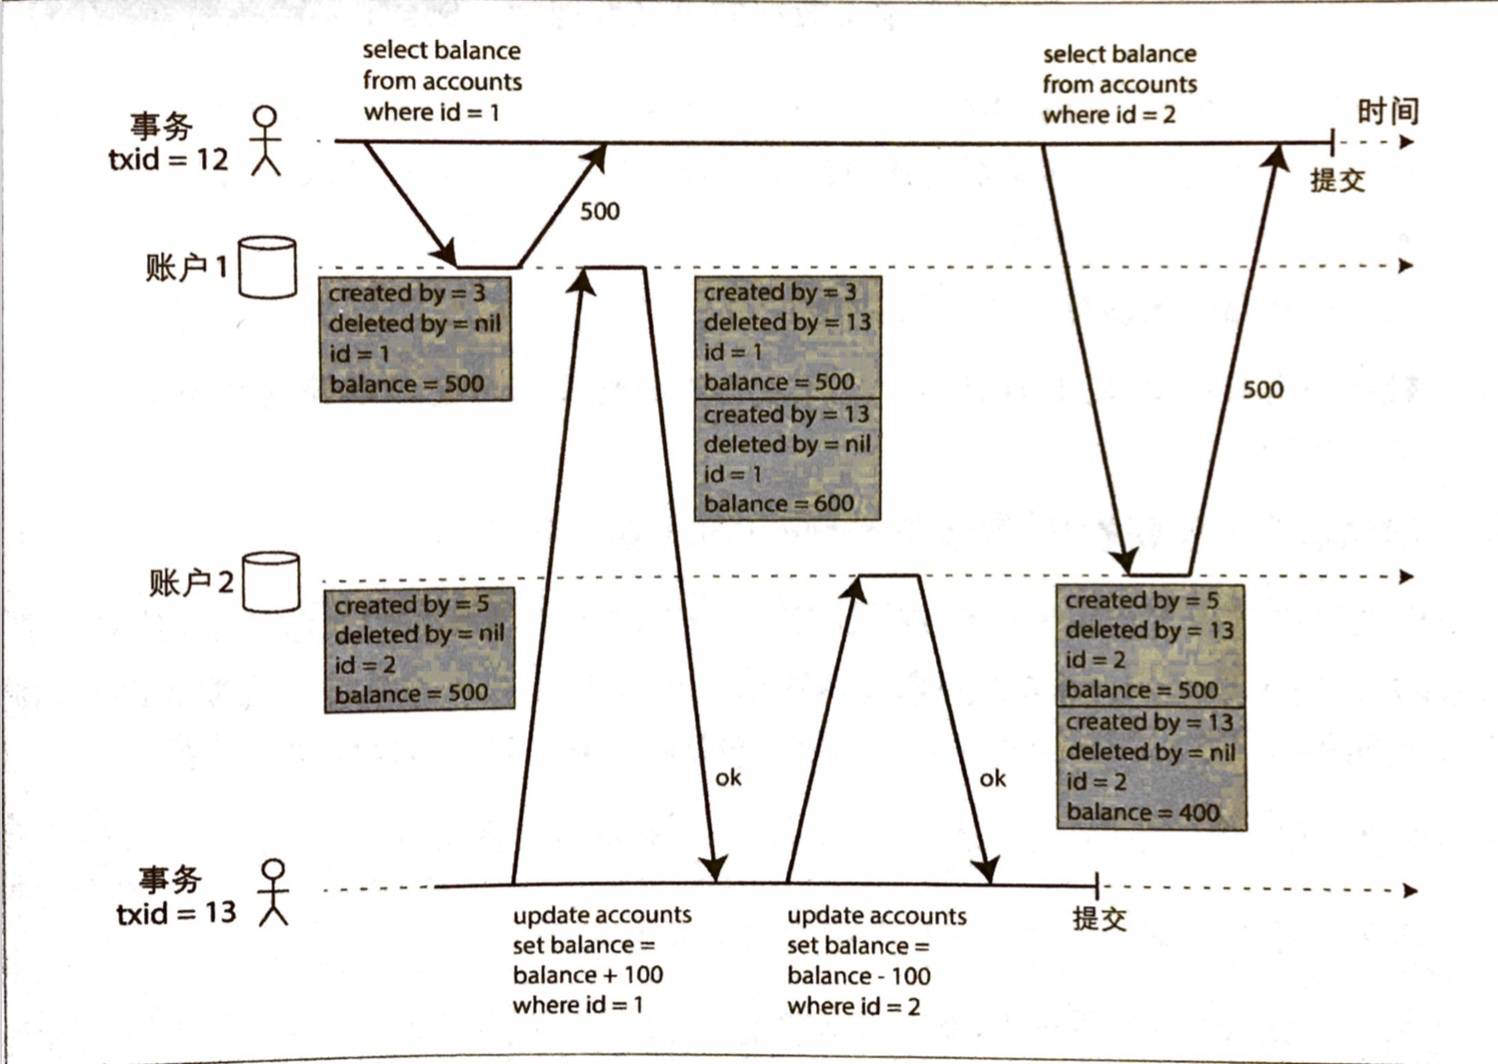 select balance
from accounts
where id = 1
select balance
from accounts
where id = 2
时间
事务
txid = 12
提交
500
账户1
created by = 3
deleted by = nil
id = 1
balance = 500
created by = 3
deleted by = 13
id = 1
balance = 500
created by = 13
deleted by = nil
id = 1
balance = 600
500
账户2
created by = 5
deleted by = nil
id = 2
balance = 500
created by = 5
deleted by = 13
id = 2
balance = 500
created by = 13
deleted by = nil
id = 2
balance = 400
ok
ok
事务
txid = 13
提交
update accounts
set balance =
balance + 100
where id = 1
update accounts
set balance =
balance - 100
where id = 2